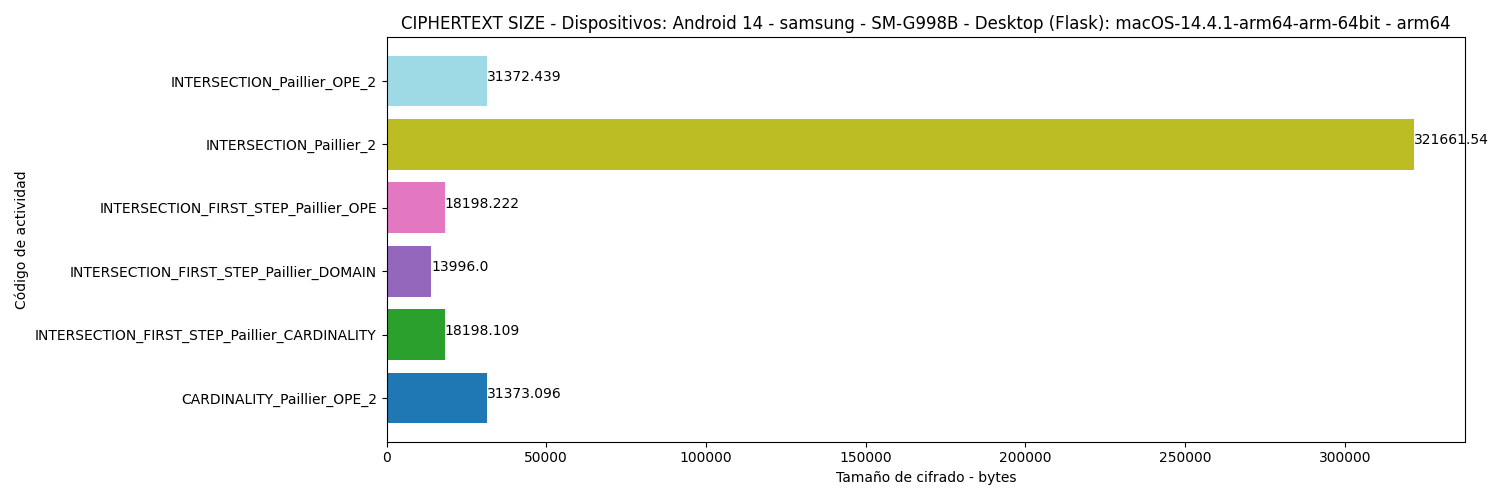 CIPHERTEXT SIZE - Dispositivos: Android 14 - samsung - SM-G998B - Desktop (Flask): macOS-14.4.1-arm64-arm-64bit - arm64
Código de actividad
INTERSECTION_Paillier_OPE_2
31372.439
INTERSECTION_Paillier_2
321661.54
INTERSECTION_FIRST_STEP_Paillier_OPE
18198.222
INTERSECTION_FIRST_STEP_Paillier_DOMAIN
13996.0
INTERSECTION_FIRST_STEP_Paillier_CARDINALITY
18198.109
CARDINALITY_Paillier_OPE_2
31373.096
0 50000 100000 150000 200000 250000 300000
Tamaño de cifrado - bytes